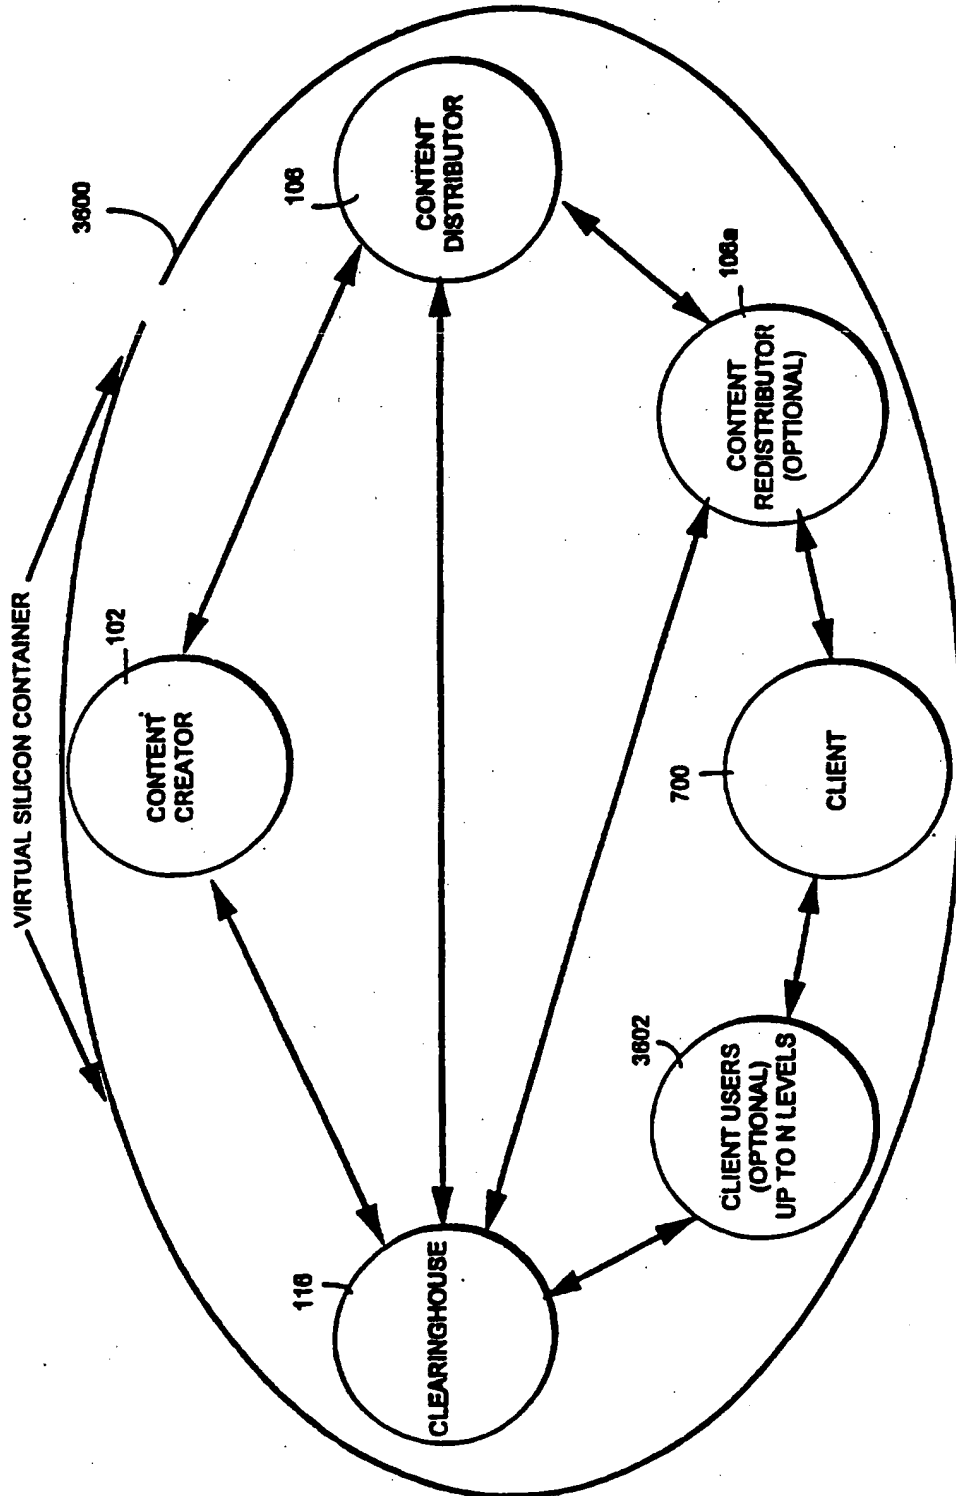 VIRTUAL SILICON CONTAINER
3600
102
CONTENT
CREATOR
106
CONTENT
DISTRIBUTOR
116
CLEARINGHOUSE
106a
CONTENT
REDISTRIBUTOR
(OPTIONAL)
3602
CLIENT USERS
(OPTIONAL)
UP TO N LEVELS
700
CLIENT